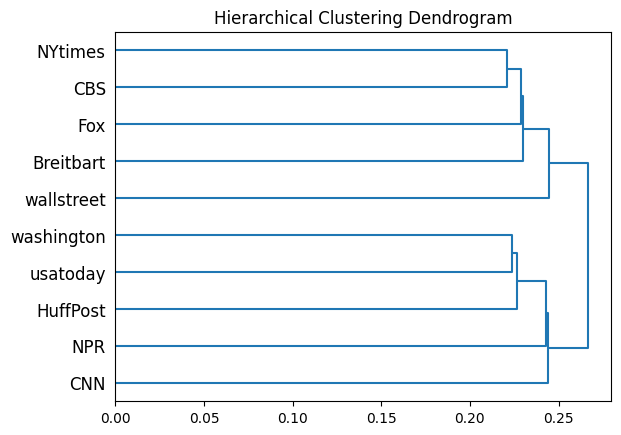 Hierarchical Clustering Dendrogram
NYtimes
CBS
Fox
Breitbart
wallstreet
washington
usatoday
HuffPost
NPR
CNN
0.00 0.05 0.10 0.15 0.20 0.25